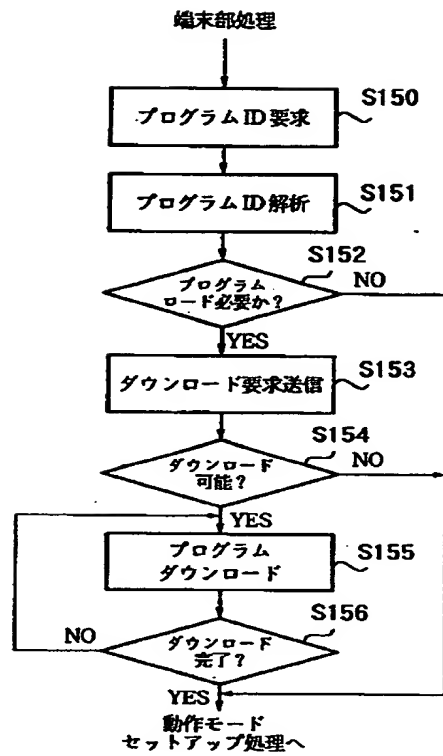 端末部処理
S150
プログラムID要求
S151
プログラムID解析
S152
プログラム
ロード必要か?
NO
YES
S153
ダウンロード要求送信
S154
ダウンロード
可能?
NO
YES
プログラム
ダウンロード
S155
S156
ダウンロード
完了?
NO
YES
動作モード
セットアップ処理へ